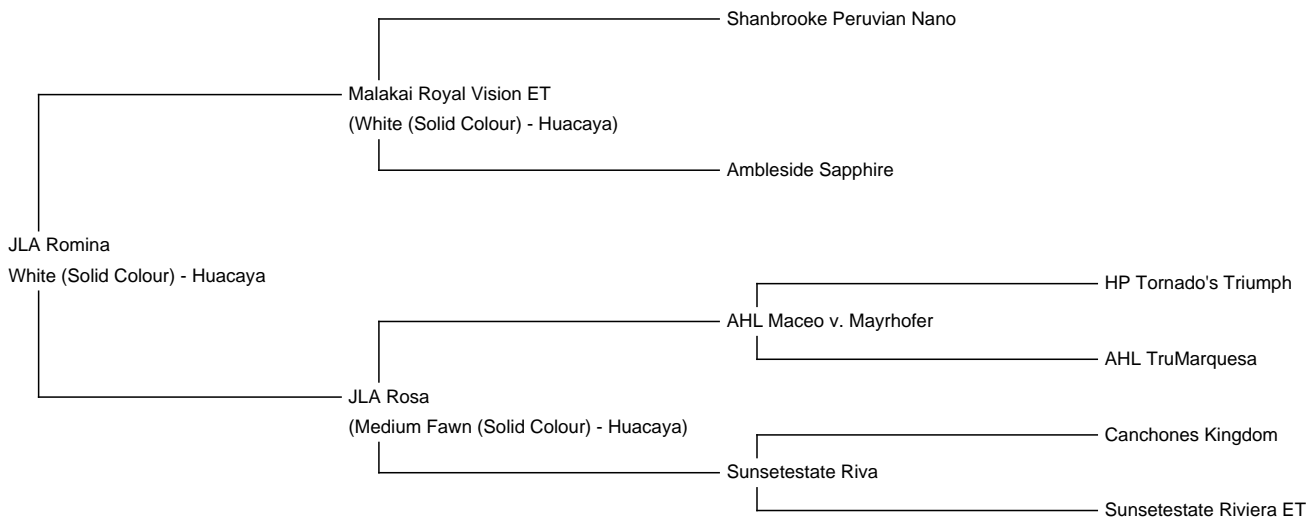 Shanbrooke Peruvian Nano
Malakai Royal Vision ET
(White (Solid Colour) - Huacaya)
Ambleside Sapphire
JLA Romina
White (Solid Colour) - Huacaya
HP Tornado's Triumph
AHL Maceo v. Mayrhofer
AHL TruMarquesa
JLA Rosa
(Medium Fawn (Solid Colour) - Huacaya)
Canchones Kingdom
Sunsetestate Riva
Sunsetestate Riviera ET